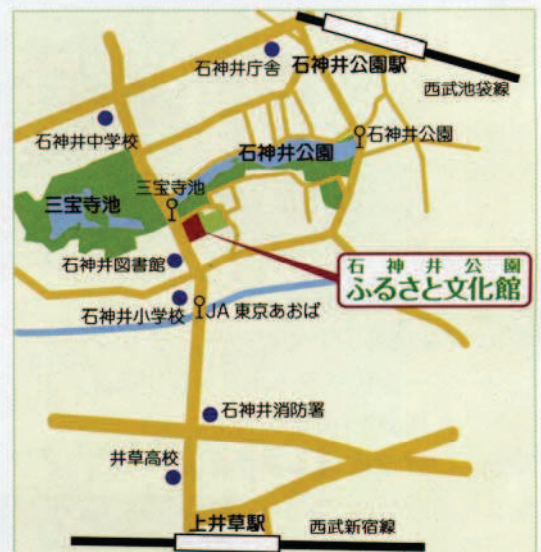 石神井庁舎
石神井公園駅
西武池袋線
石神井中学校
石神井公園
石神井公園
三宝寺池
三宝寺池
石神井公園
ふるさと文化館
石神井図書館
石神井小学校
JA東京あおば
石神井消防署
井草高校
上井草駅
西武新宿線